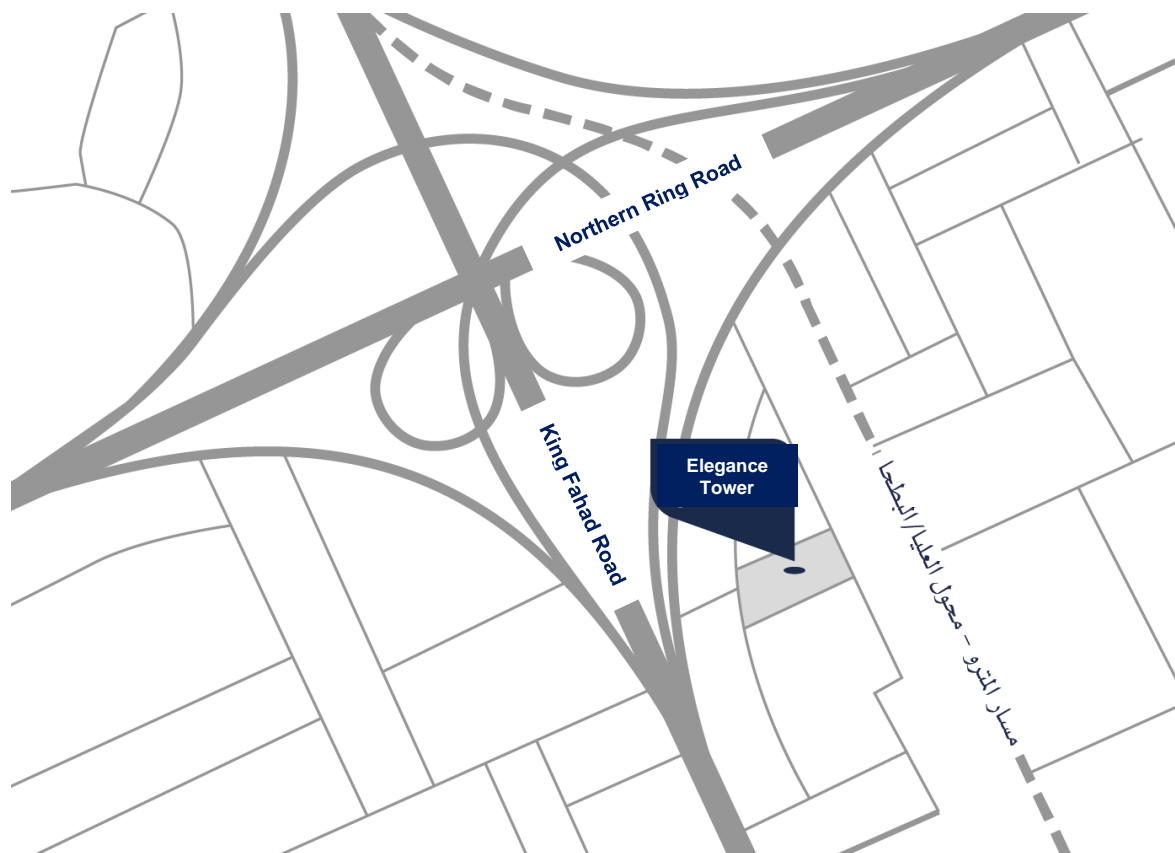 Northern Ring Road
King Fahad Road
Elegance
Tower
مسار المترو - محول العليا/البطحا